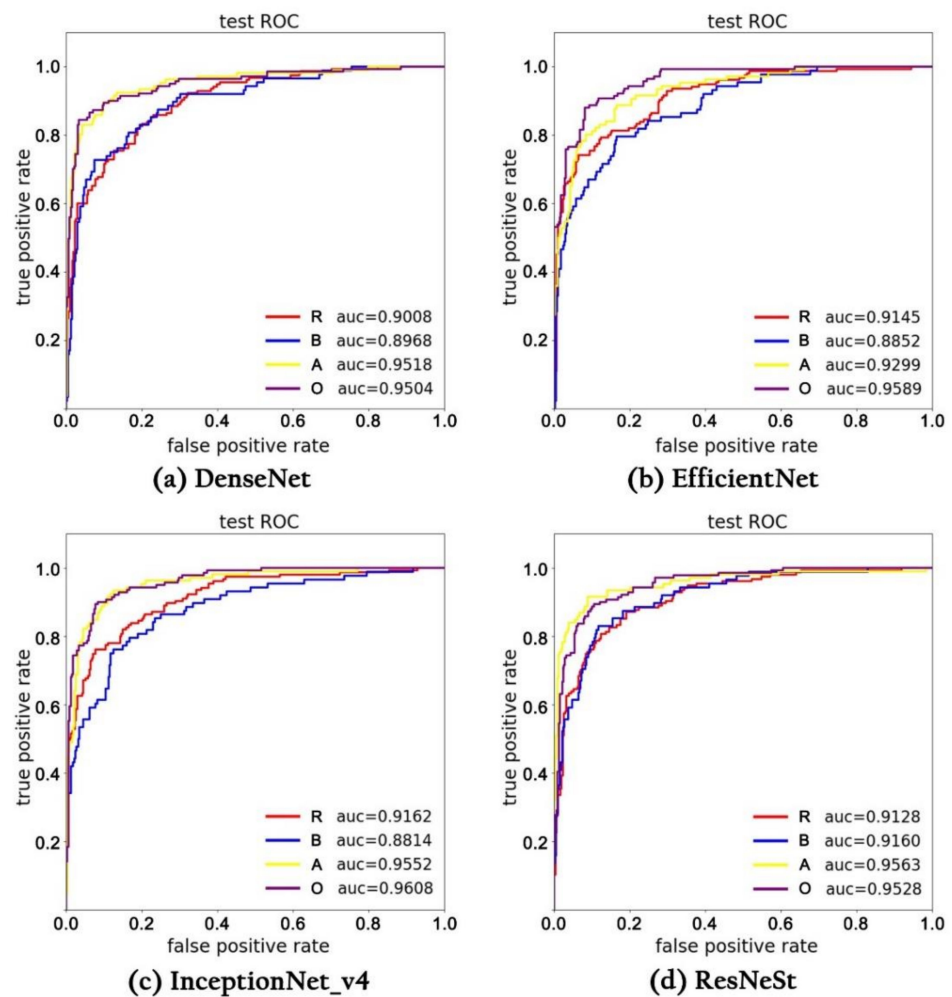 test ROC
true positive rate
1.0
0.8
0.6
0.4
0.2
R auc=0.9008
B auc=0.8968
A auc=0.9518
O auc=0.9504
0.0 0.2 0.4 0.6 0.8 1.0
false positive rate
(a) DenseNet
test ROC
true positive rate
1.0
0.8
0.6
0.4
0.2
R auc=0.9145
B auc=0.8852
A auc=0.9299
O auc=0.9589
0.0 0.2 0.4 0.6 0.8 1.0
false positive rate
(b) EfficientNet
test ROC
true positive rate
1.0
0.8
0.6
0.4
0.2
R auc=0.9162
B auc=0.8814
A auc=0.9552
O auc=0.9608
0.0 0.2 0.4 0.6 0.8 1.0
false positive rate
(c) InceptionNet_v4
test ROC
true positive rate
1.0
0.8
0.6
0.4
0.2
R auc=0.9128
B auc=0.9160
A auc=0.9563
O auc=0.9528
0.0 0.2 0.4 0.6 0.8 1.0
false positive rate
(d) ResNeSt